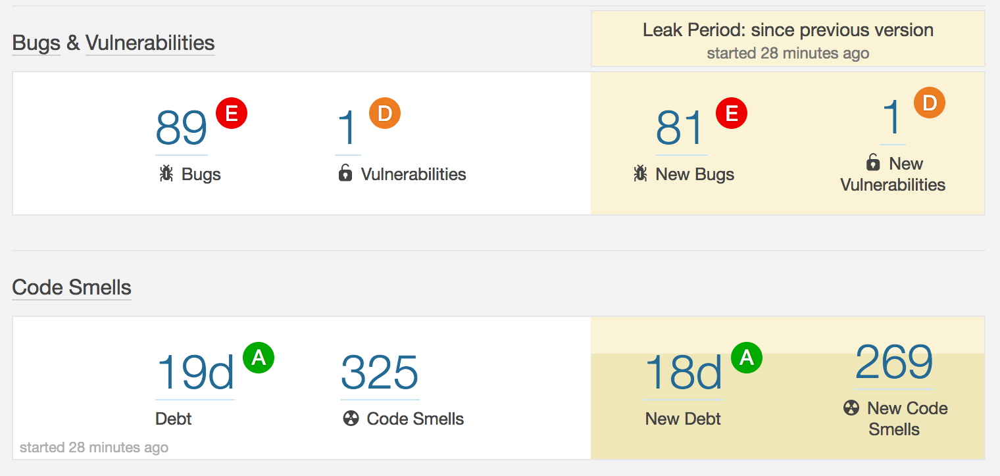 Leak Period: since previous version
started 28 minutes ago
Bugs & Vulnerabilities
89 E
Bugs
1 D
Vulnerabilities
81 E
New Bugs
1 D
New
Vulnerabilities
Code Smells
19d A
Debt
325
Code Smells
18d A
New Debt
269
New Code
Smells
started 28 minutes ago